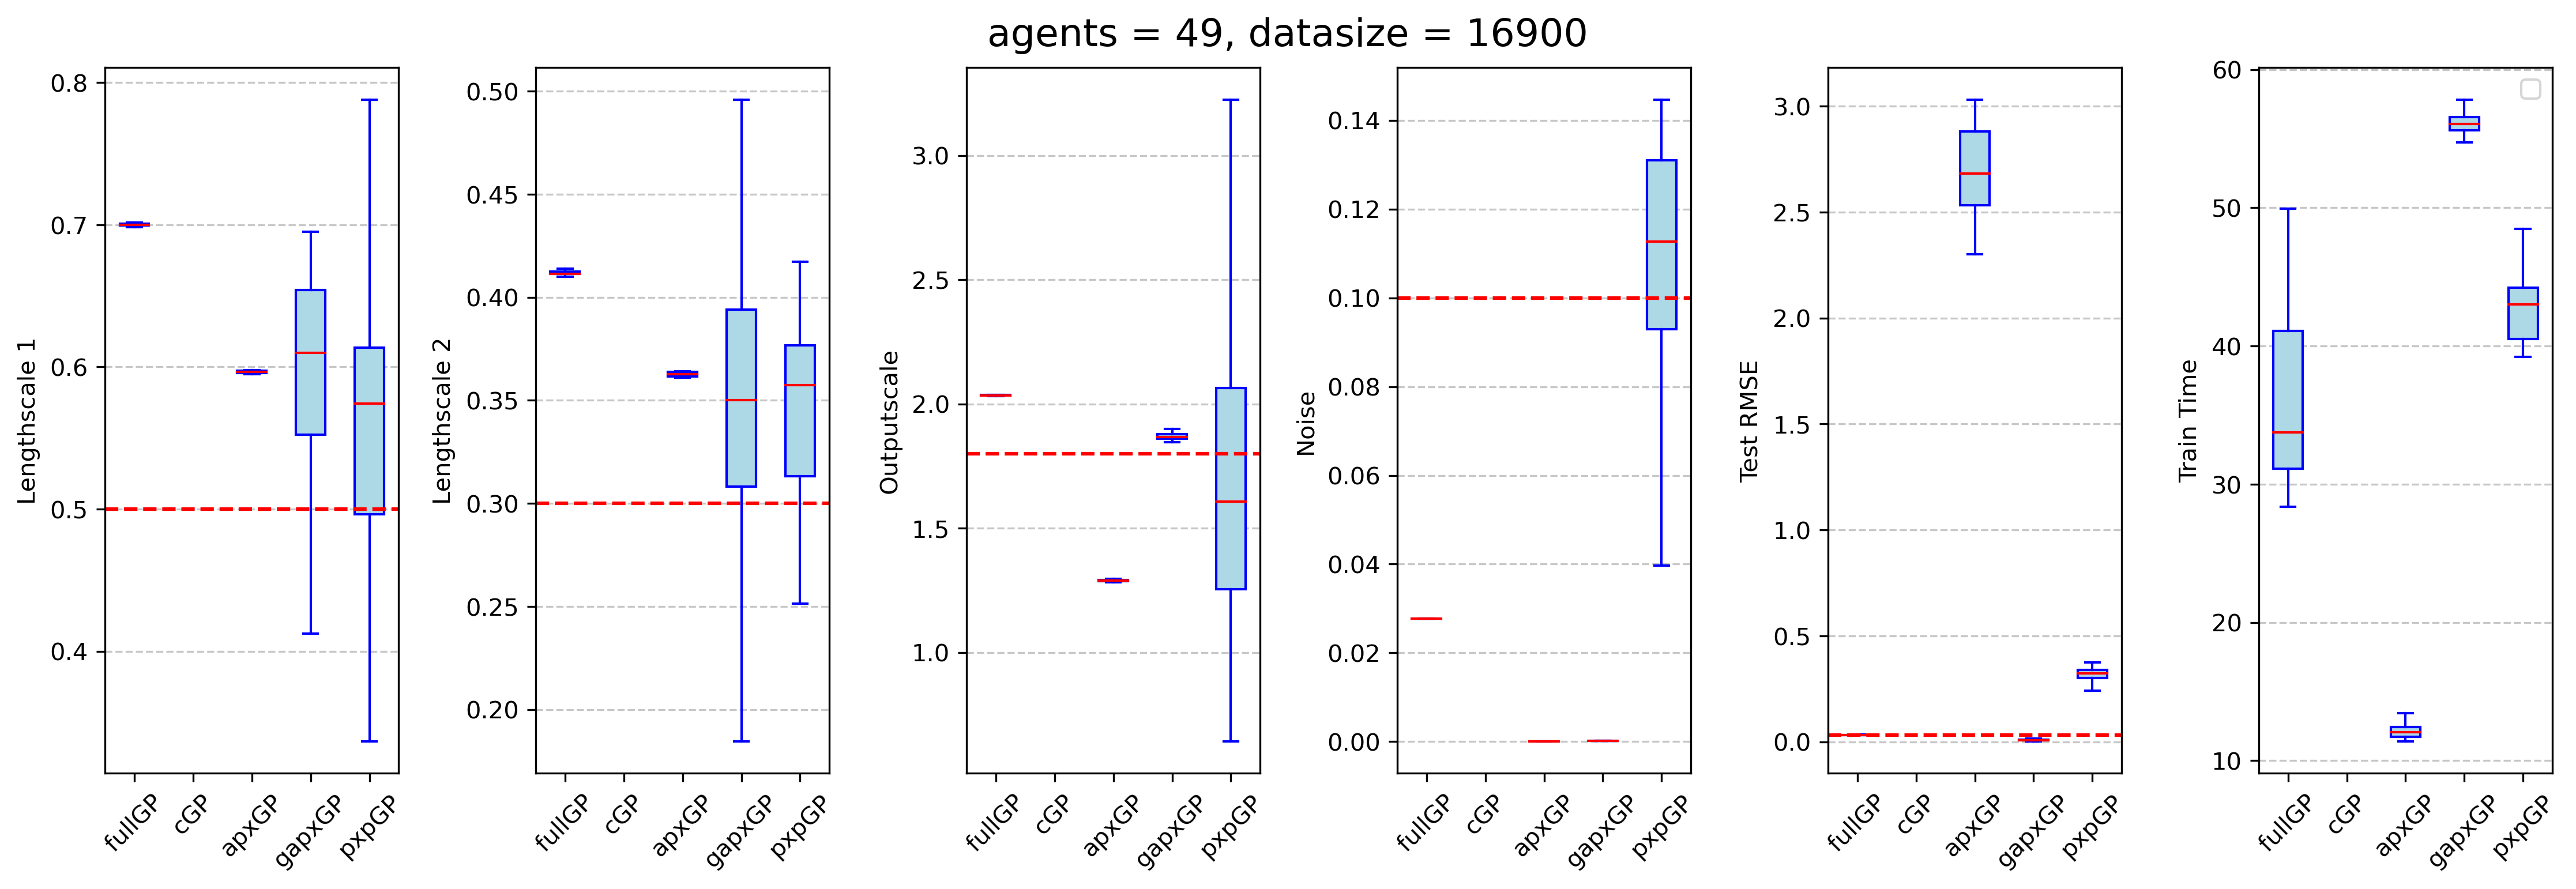 agents = 49, datasize = 16900
Lengthscale 1
0.8
0.7
0.6
0.5
0.4
fullGP
cGP
apxGP
gapxGP
pxpGP
Lengthscale 2
0.50
0.45
0.40
0.35
0.30
0.25
0.20
fullGP
cGP
apxGP
gapxGP
pxpGP
Outputscale
3.0
2.5
2.0
1.5
1.0
fullGP
cGP
apxGP
gapxGP
pxpGP
Noise
0.14
0.12
0.10
0.08
0.06
0.04
0.02
0.00
fullGP
cGP
apxGP
gapxGP
pxpGP
Test RMSE
3.0
2.5
2.0
1.5
1.0
0.5
0.0
fullGP
cGP
apxGP
gapxGP
pxpGP
Train Time
60
50
40
30
20
10
fullGP
cGP
apxGP
gapxGP
pxpGP